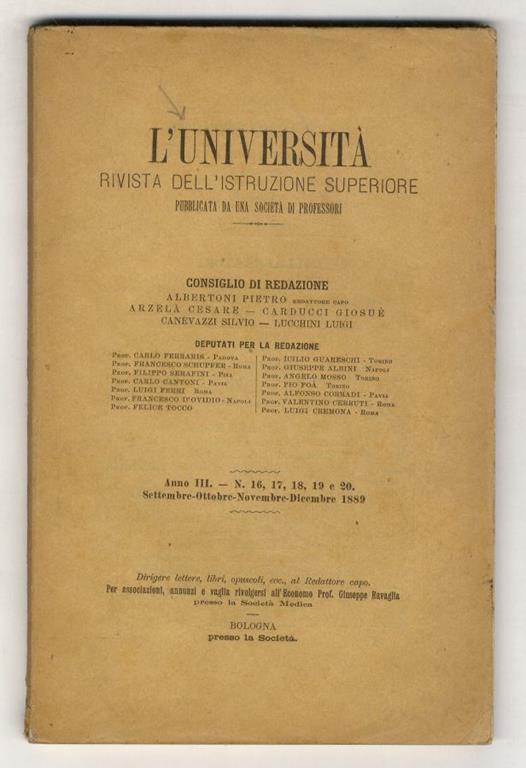 L'UNIVERSITÀ
RIVISTA DELL'ISTRUZIONE SUPERIORE
PUBBLICATA DA UNA SOCIETÀ DI PROFESSORI
CONSIGLIO DI REDAZIONE
ALBERTONI PIETRO REDATTORE CAPO
ARZELÀ CESARE — CARDUCCI GIOSUÈ
CANEVAZZI SILVIO — LUCCHINI LUIGI
DEPUTATI PER LA REDAZIONE
PROF. CARLO FERRARIS - PADOVA
PROF. FRANCESCO SCHUPFER - ROMA
PROF. FILIPPO SERAFINI - PISA
PROF. CARLO CANTONI - PAVIA
PROF. LUIGI FERRI - ROMA
PROF. FRANCESCO D'OVIDIO - NAPOLI
PROF. FELICE TOCCO
PROF. ICILIO GUARESCHI - TORINO
PROF. GIUSEPPE ALBINI NAPOLI
PROF. ANGELO MOSSO TORINO
PROF. PIO FOÀ TORINO
PROF. ALFONSO CORRADI - PAVIA
PROF. VALENTINO CERRUTI - ROMA
PROF. LUIGI CREMONA - ROMA
Anno III. — N. 16, 17, 18, 19 e 20.
Settembre-Ottobre-Novembre-Dicembre 1889
Dirigere lettere, libri, opuscoli, ecc., al Redattore capo.
Per associazioni, annunzi e vaglia rivolgersi all'Economo Prof. Giuseppe Ravaglia
presso la Società Medica
BOLOGNA
presso la Società.